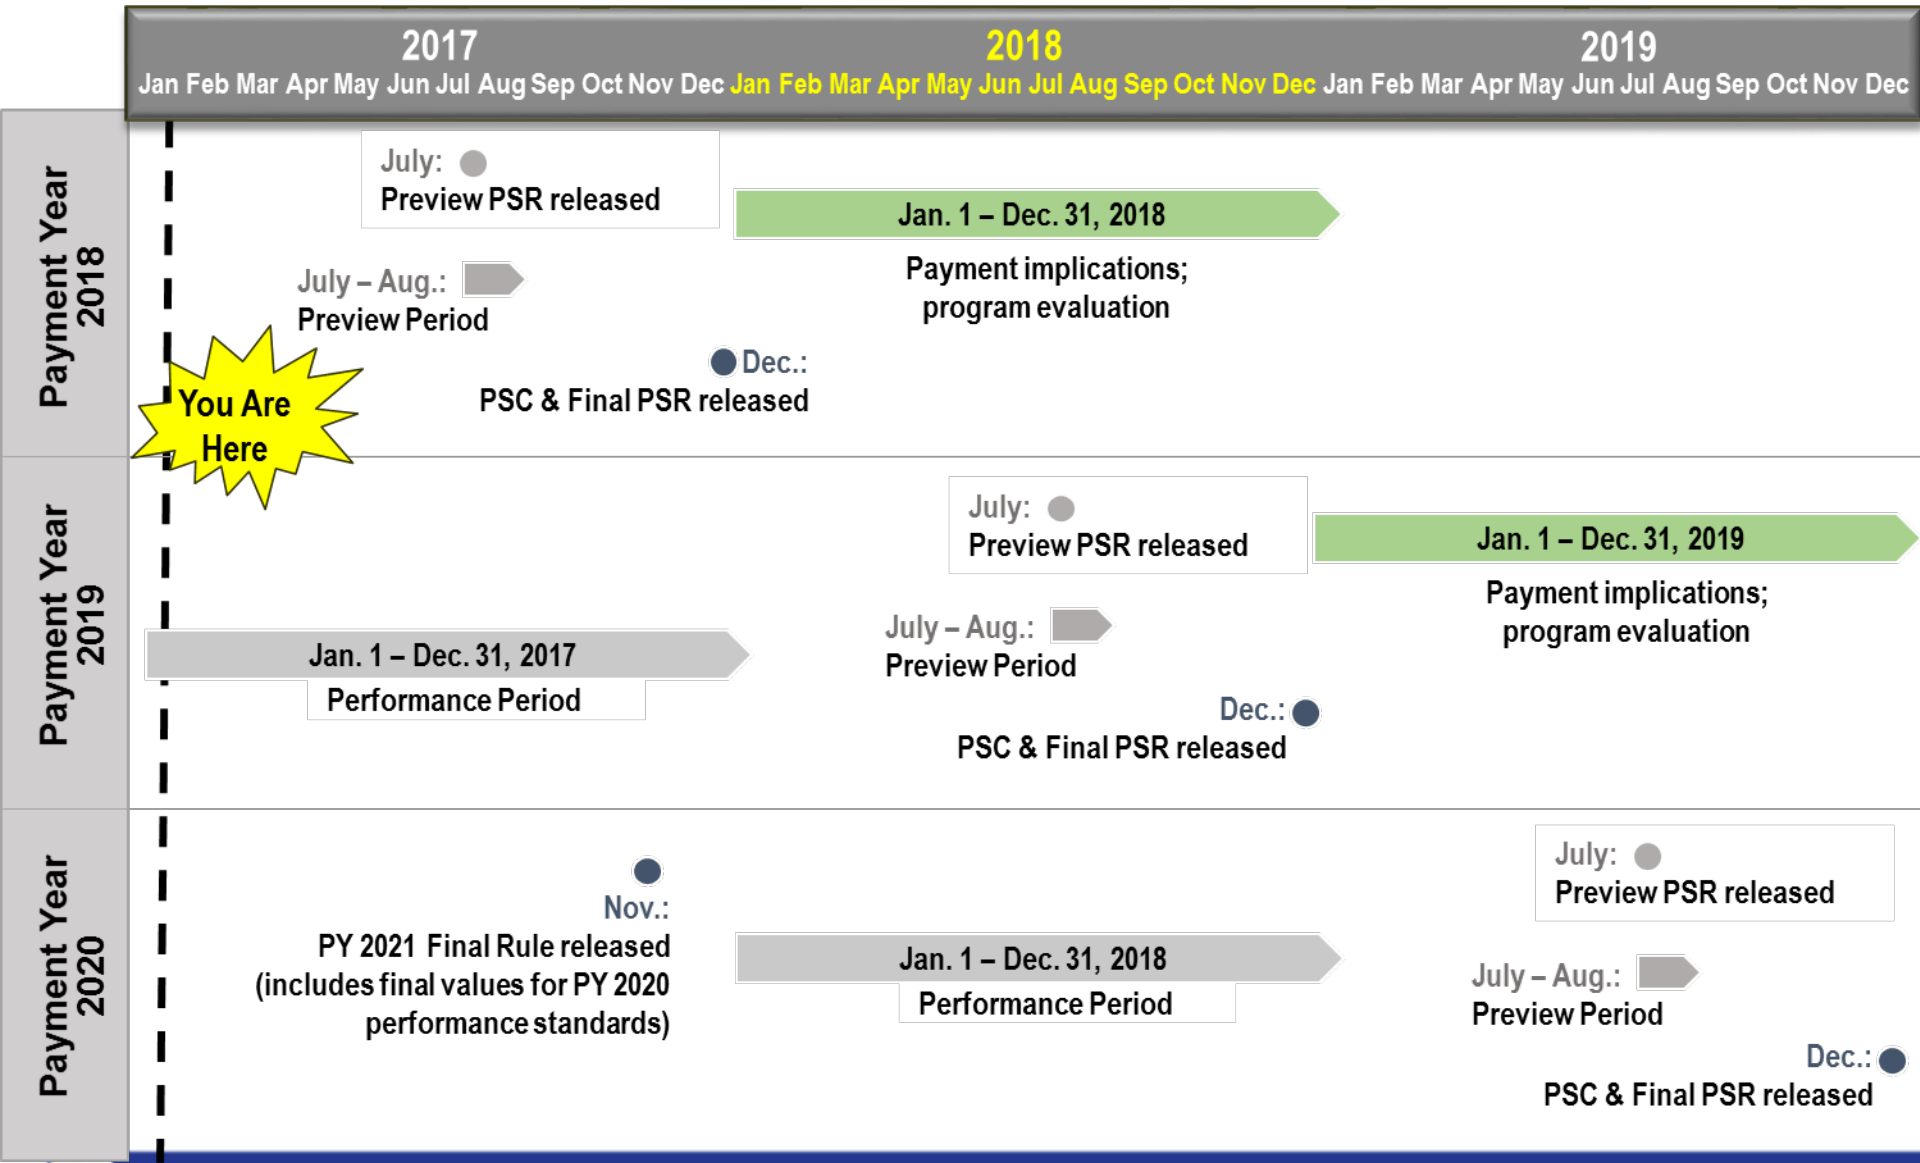 2017
2018
2019
Jan Feb Mar Apr May Jun Jul Aug Sep Oct Nov Dec Jan Feb Mar Apr May Jun Jul Aug Sep Oct Nov Dec Jan Feb Mar Apr May Jun Jul Aug Sep Oct Nov Dec
Payment Year
2018
July:
Preview PSR released
July – Aug.:
Preview Period
Dec.:
PSC & Final PSR released
Jan. 1 – Dec. 31, 2018
Payment implications;
program evaluation
You Are
Here
Payment Year
2019
Jan. 1 – Dec. 31, 2017
Performance Period
July:
Preview PSR released
July – Aug.:
Preview Period
Dec.:
PSC & Final PSR released
Jan. 1 – Dec. 31, 2019
Payment implications;
program evaluation
Payment Year
2020
Nov.:
PY 2021 Final Rule released
(includes final values for PY 2020
performance standards)
Jan. 1 – Dec. 31, 2018
Performance Period
July:
Preview PSR released
July – Aug.:
Preview Period
Dec.:
PSC & Final PSR released